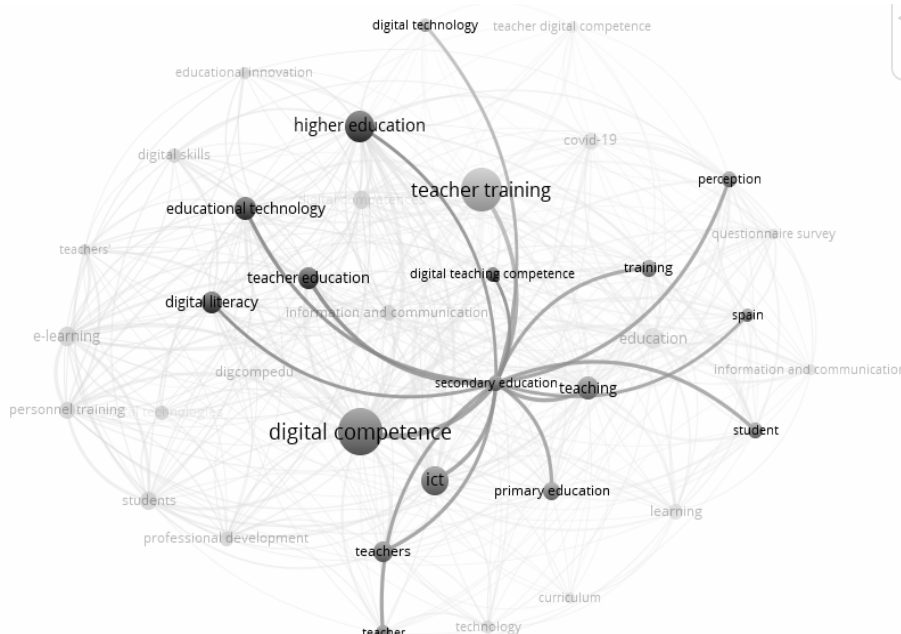 digital technology
teacher digital competence
educational innovation
higher education
covid-19
digital skills
perception
teacher training
educational technology
questionnaire survey
teachers'
training
digital teaching competence
teacher education
digital literacy
information and communication
spain
e-learning
education
digcompedu
information and communication
secondary education
teaching
personnel training
technologies
student
digital competence
ict
primary education
students
learning
professional development
teachers
curriculum
technology
teacher